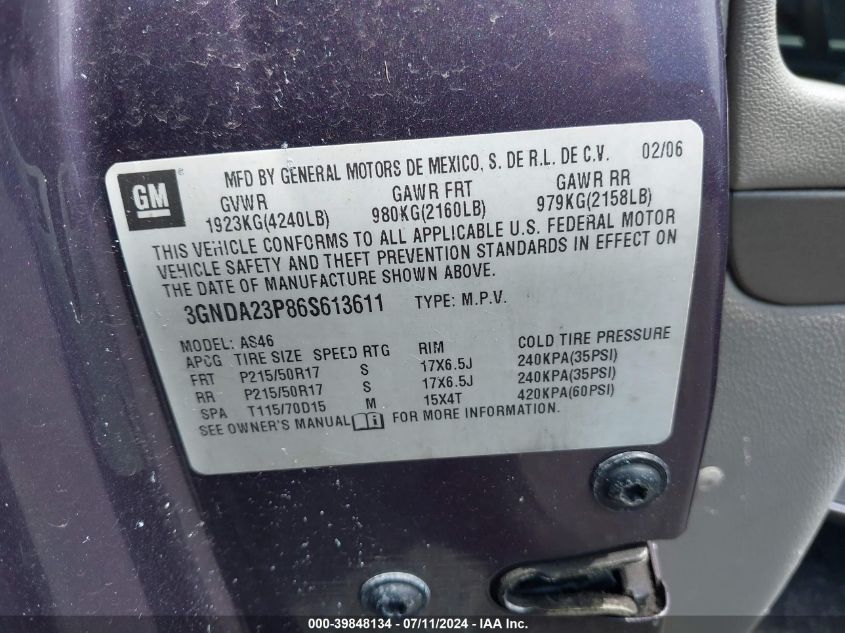 GM
MFD BY GENERAL MOTORS DE MEXICO, S. DE R.L. DE C.V. 02/06
GVWR GAWR FRT GAWR RR
1923KG(4240LB) 980KG(2160LB) 979KG(2158LB)
THIS VEHICLE CONFORMS TO ALL APPLICABLE U.S. FEDERAL MOTOR
VEHICLE SAFETY AND THEFT PREVENTION STANDARDS IN EFFECT ON
THE DATE OF MANUFACTURE SHOWN ABOVE.
3GNDA23P86S613611 TYPE: M.P.V.
MODEL: AS46
APCG TIRE SIZE SPEED RTG RIM COLD TIRE PRESSURE
FRT P215/50R17 S 17X6.5J 240KPA(35PSI)
RR P215/50R17 S 17X6.5J 240KPA(35PSI)
SPA T115/70D15 M 15X4T 420KPA(60PSI)
SEE OWNER'S MANUAL i FOR MORE INFORMATION.
000-39848134 - 07/11/2024 - IAAI, Inc.